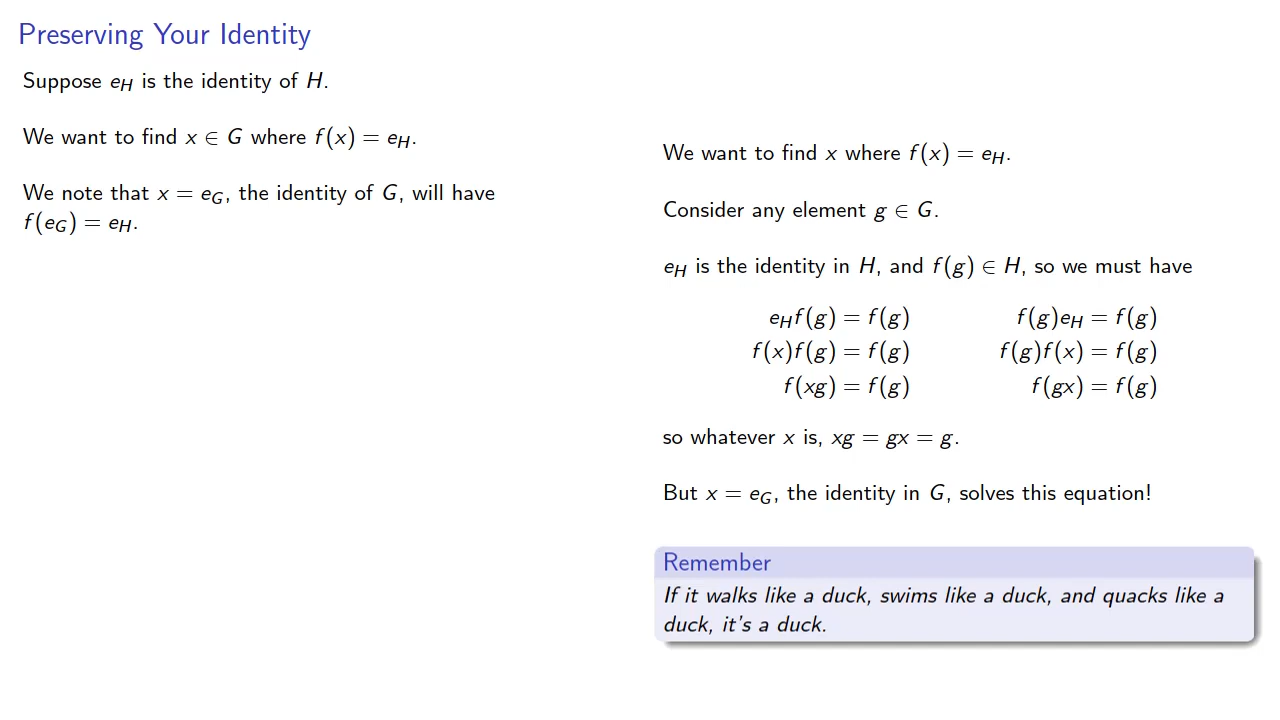 Preserving Your Identity
Suppose e_H is the identity of H.
We want to find x ∈ G where f(x) = e_H.
We note that x = e_G, the identity of G, will have
f(e_G) = e_H.
We want to find x where f(x) = e_H.
Consider any element g ∈ G.
e_H is the identity in H, and f(g) ∈ H, so we must have
e_H f(g) = f(g) f(g)e_H = f(g)
f(x)f(g) = f(g) f(g)f(x) = f(g)
f(xg) = f(g) f(gx) = f(g)
so whatever x is, xg = gx = g.
But x = e_G, the identity in G, solves this equation!
Remember
If it walks like a duck, swims like a duck, and quacks like a
duck, it's a duck.